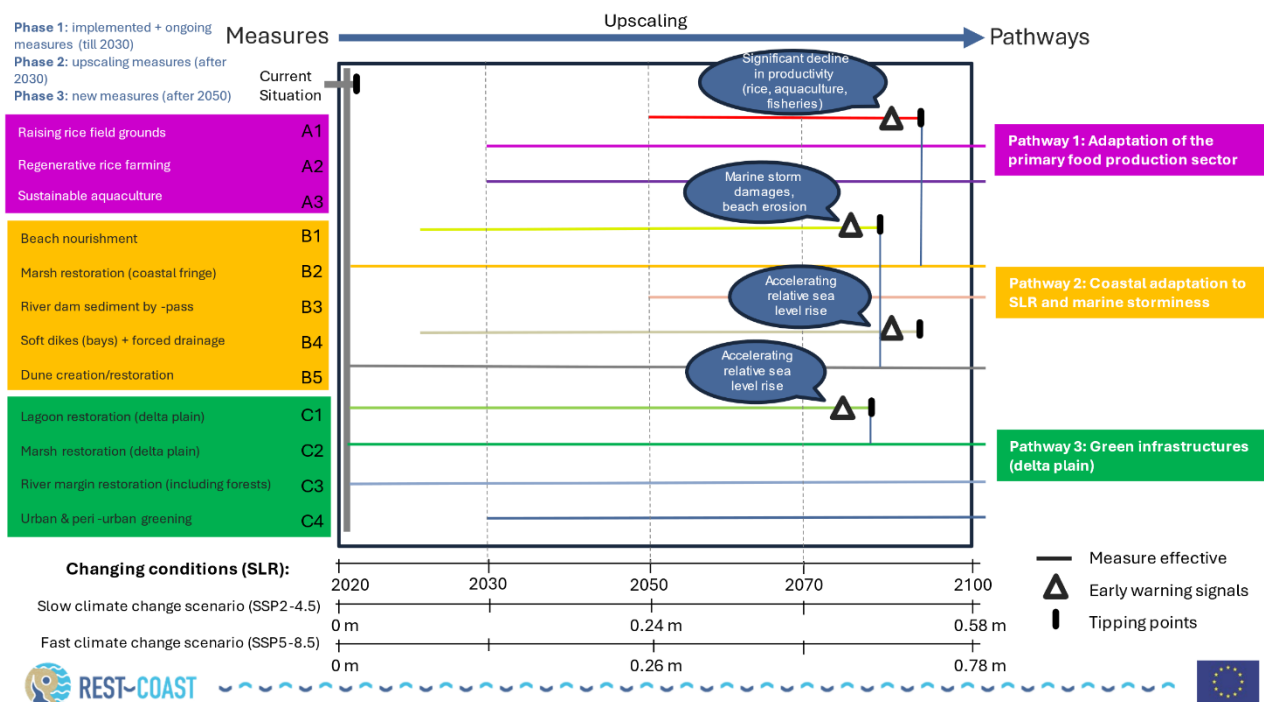 Phase 1: implemented + ongoing
measures (till 2030)
Phase 2: upscaling measures (after
2030)
Phase 3: new measures (after 2050)
Measures
Upscaling
Pathways
Current
Situation
Significant decline
in productivity
(rice, aquaculture,
fisheries)
Raising rice field grounds A1
Regenerative rice farming A2
Sustainable aquaculture A3
Pathway 1: Adaptation of the
primary food production sector
Marine storm
damages,
beach erosion
Beach nourishment B1
Marsh restoration (coastal fringe) B2
River dam sediment by -pass B3
Soft dikes (bays) + forced drainage B4
Dune creation/restoration B5
Accelerating
relative sea
level rise
Pathway 2: Coastal adaptation to
SLR and marine storminess
Accelerating
relative sea
level rise
Lagoon restoration (delta plain) C1
Marsh restoration (delta plain) C2
River margin restoration (including forests) C3
Urban & peri -urban greening C4
Pathway 3: Green infrastructures
(delta plain)
Changing conditions (SLR):
2020 2030 2050 2070 2100
Slow climate change scenario (SSP2-4.5)
0 m 0.24 m 0.58 m
Fast climate change scenario (SSP5-8.5)
0 m 0.26 m 0.78 m
Measure effective
Early warning signals
Tipping points
REST-COAST